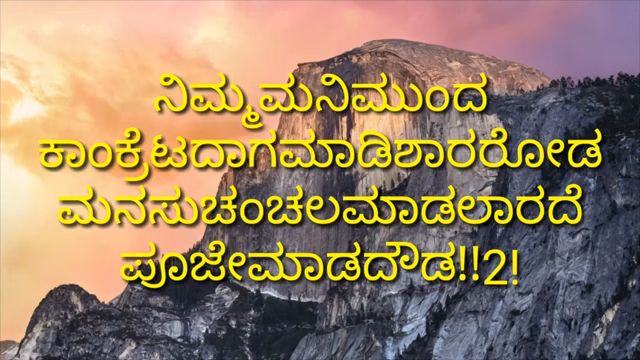 ನಿಮ್ಮಮನಿಮುಂದ
ಕಾಂಕ್ರೆಟದಾಗಮಾಡಿಶಾರರೋಡ
ಮನಸುಚಂಚಲಮಾಡಲಾರದೆ
ಪೂಜೇಮಾಡದೌಡ!!2!